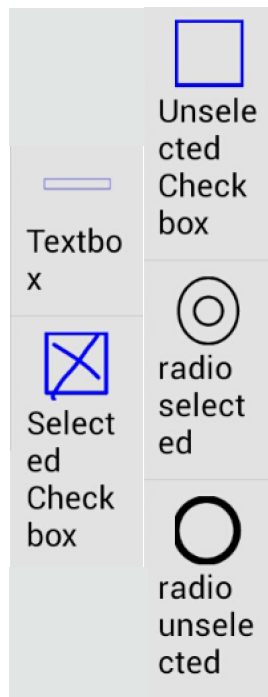 Textbo
x
Select
ed
Check
box
Unsele
cted
Check
box
radio
select
ed
radio
unsele
cted